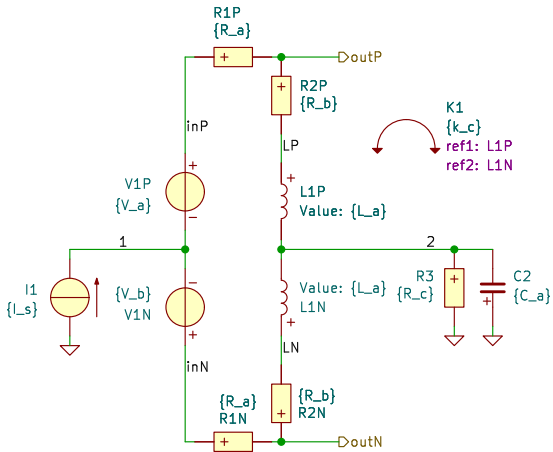 R1P
{R_a}
outP
R2P
{R_b}
K1
{k_c}
ref1: L1P
ref2: L1N
inP
LP
V1P
{V_a}
L1P
Value: {L_a}
1
2
I1
{I_s}
{V_b}
V1N
Value: {L_a}
L1N
R3
{R_c}
C2
{C_a}
LN
inN
{R_a}
R1N
{R_b}
R2N
outN